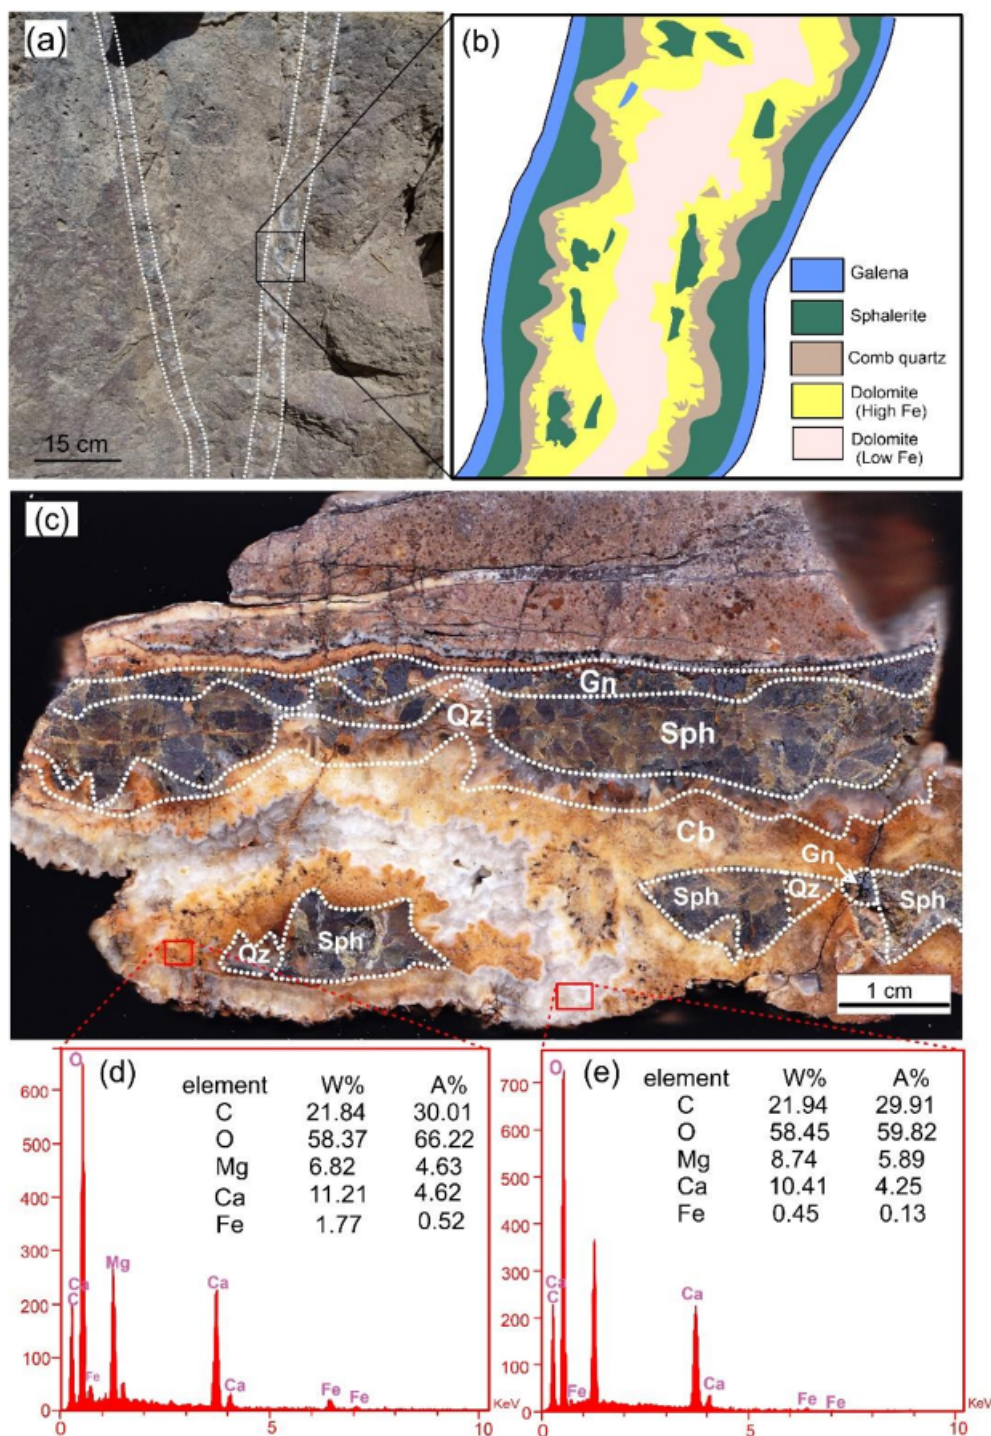 (a)
15 cm
(b)
Galena
Sphalerite
Comb quartz
Dolomite
(High Fe)
Dolomite
(Low Fe)
(c)
Gn
Qz
Sph
Cb
Gn
Sph
Qz
Sph
Qz
Sph
1 cm
(d)
element W% A%
C 21.84 30.01
O 58.37 66.22
Mg 6.82 4.63
Ca 11.21 4.62
Fe 1.77 0.52
O
Ca
C
Fe
Mg
Ca
Ca
Fe
Fe
600
500
400
300
200
100
0
0 5 10
KeV
(e)
element W% A%
C 21.94 29.91
O 58.45 59.82
Mg 8.74 5.89
Ca 10.41 4.25
Fe 0.45 0.13
O
Ca
C
Fe
Ca
Ca
Fe
Fe
700
600
500
400
300
200
100
0
0 5 10
KeV